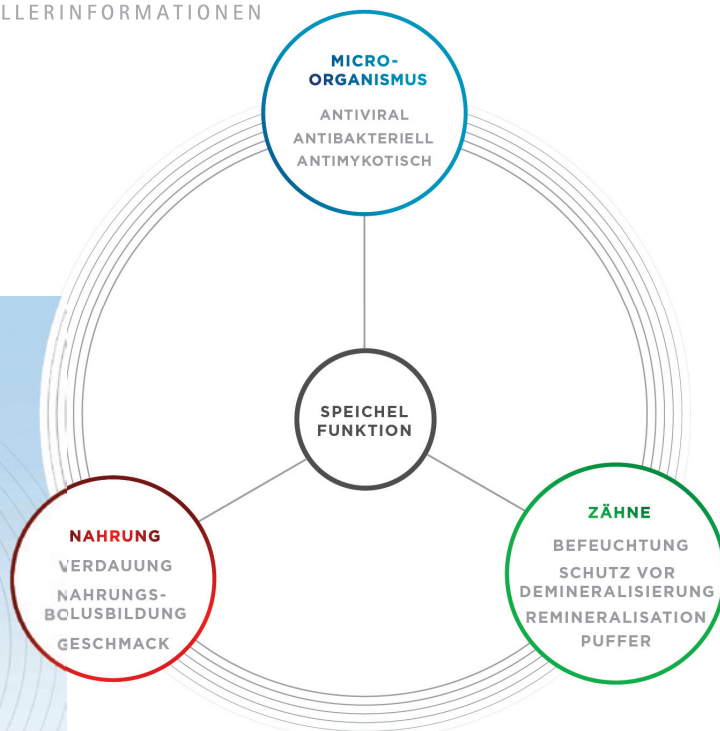 LLERINFORMATIONEN
MICRO-
ORGANISMUS
ANTIVIRAL
ANTIBAKTERIELL
ANTIMYKOTISCH
SPEICHEL
FUNKTION
NAHRUNG
VERDAUUNG
NAHRUNGS-
BOLUSBILDUNG
GESCHMACK
ZÄHNE
BEFEUCHTUNG
SCHUTZ VOR
DEMINERALISIERUNG
REMINERALISATION
PUFFER